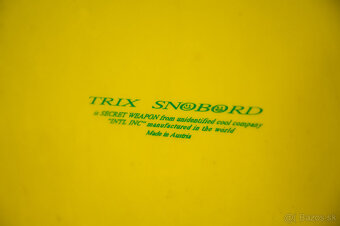 TRIX SNOBORD
is SECRET WEAPON from unidentified cool company
"INTL INC" manufactured in the world
Made in Austria
Bazos.sk